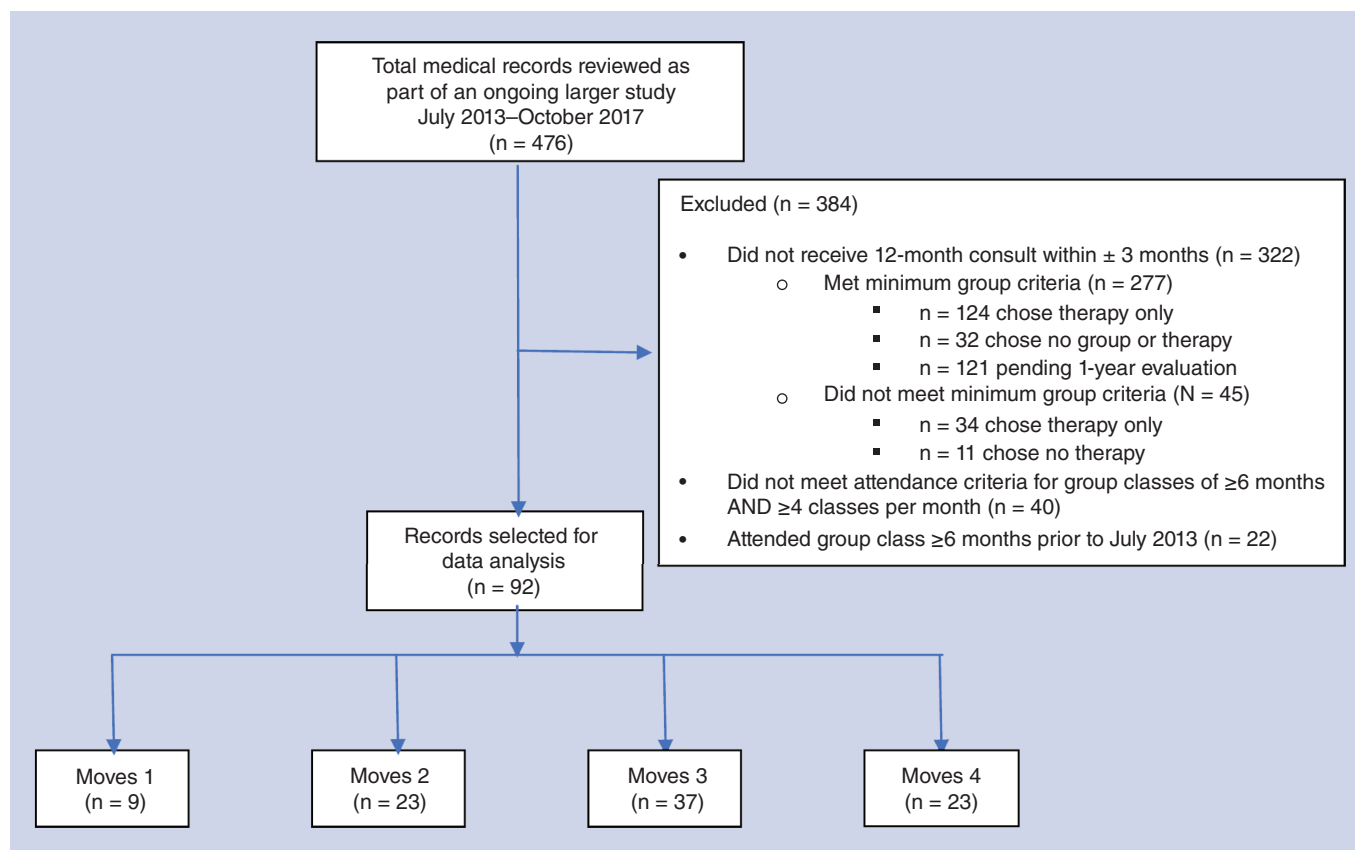 Total medical records reviewed as
part of an ongoing larger study
July 2013–October 2017
(n = 476)
Excluded (n = 384)
• Did not receive 12-month consult within ± 3 months (n = 322)
○ Met minimum group criteria (n = 277)
▪ n = 124 chose therapy only
▪ n = 32 chose no group or therapy
▪ n = 121 pending 1-year evaluation
○ Did not meet minimum group criteria (N = 45)
▪ n = 34 chose therapy only
▪ n = 11 chose no therapy
• Did not meet attendance criteria for group classes of ≥6 months
AND ≥4 classes per month (n = 40)
• Attended group class ≥6 months prior to July 2013 (n = 22)
Records selected for
data analysis
(n = 92)
Moves 1
(n = 9)
Moves 2
(n = 23)
Moves 3
(n = 37)
Moves 4
(n = 23)